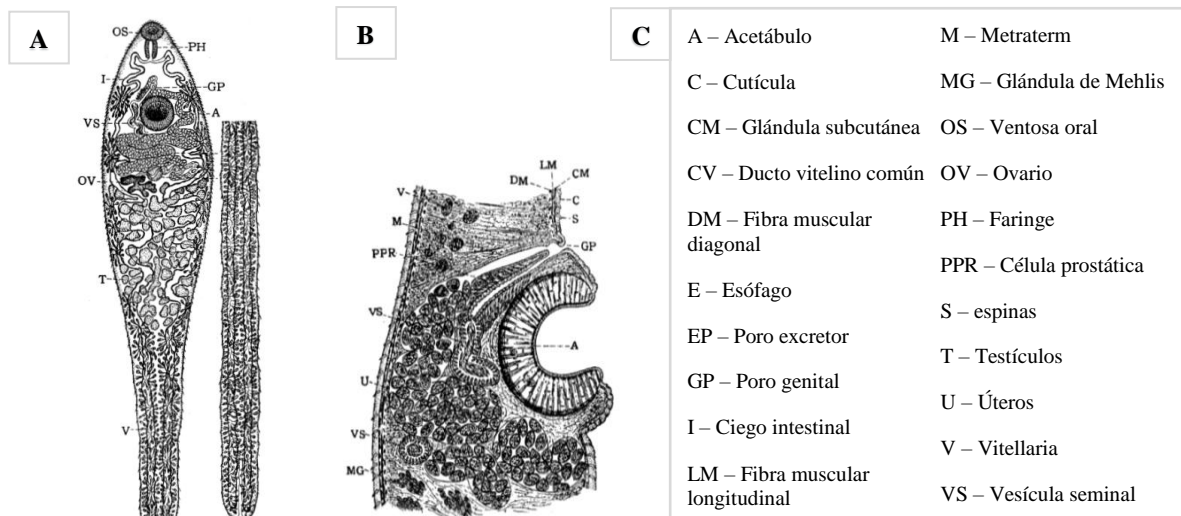 A
OS
PH
I
GP
A
VS
OV
T
V
B
LM
DM
CM
V
C
M
S
GP
PPR
VS
A
U
VS
MG
C
A – Acetábulo
C – Cutícula
CM – Glándula subcutánea
CV – Ducto vitelino común
DM – Fibra muscular
diagonal
E – Esófago
EP – Poro excretor
GP – Poro genital
I – Ciego intestinal
LM – Fibra muscular
longitudinal
M – Metraterm
MG – Glándula de Mehlis
OS – Ventosa oral
OV – Ovario
PH – Faringe
PPR – Célula prostática
S – espinas
T – Testículos
U – Úteros
V – Vitellaria
VS – Vesícula seminal